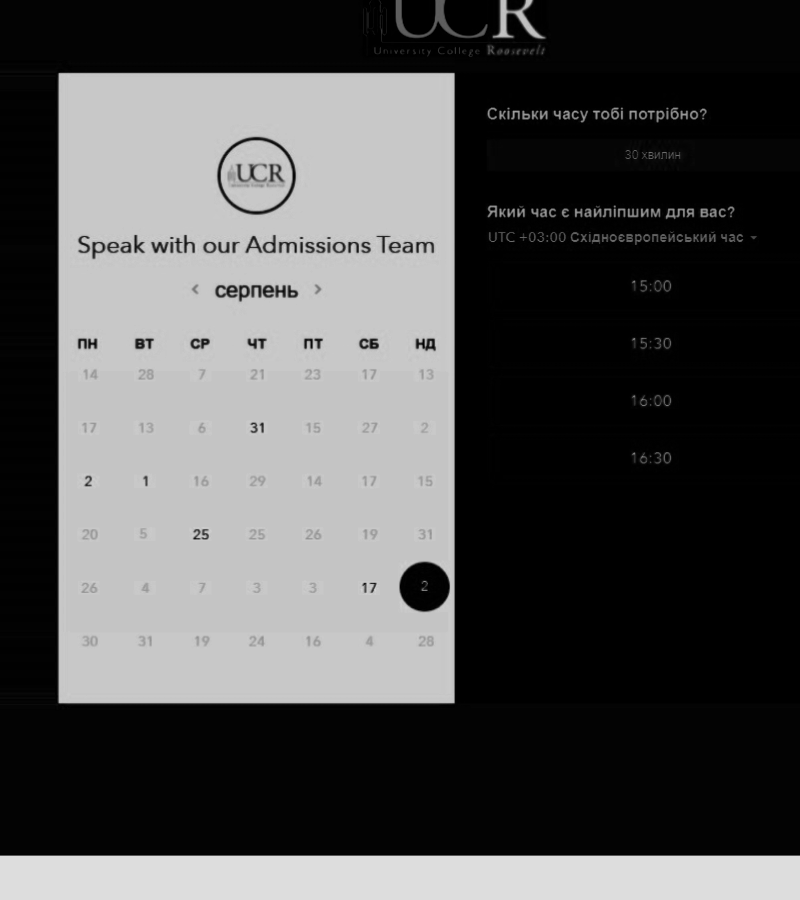 UCR
University College Roosevelt
UCR
Speak with our Admissions Team
серпень
ПН ВТ СР ЧТ ПТ СБ НД
14 28 7 21 23 17 13
17 13 6 31 15 27 2
2 1 16 29 14 17 15
20 5 25 25 26 19 31
26 4 7 3 3 17 2
30 31 19 24 16 4 28
Скільки часу тобі потрібно?
30 хвилин
Який час є найліпшим для вас?
UTC +03:00 Східноєвропейський час
15:00
15:30
16:00
16:30